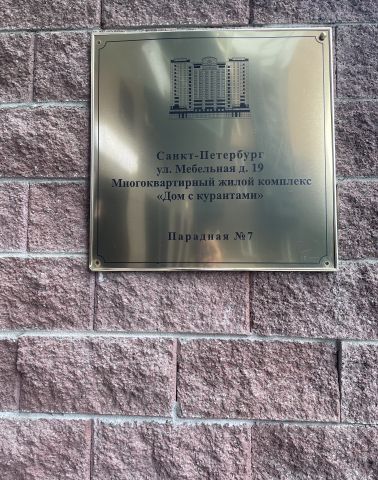 Санкт-Петербург
ул. Мебельная д. 19
Многоквартирный жилой комплекс
«Дом с курантами»
Парадная №7